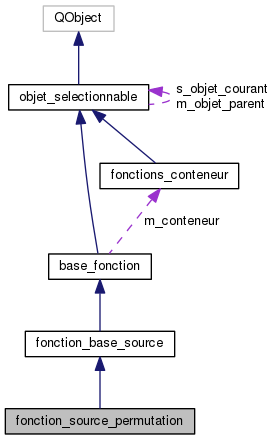 QObject
s_objet_courant
m_objet_parent
objet_selectionnable
fonctions_conteneur
m_conteneur
base_fonction
fonction_base_source
fonction_source_permutation